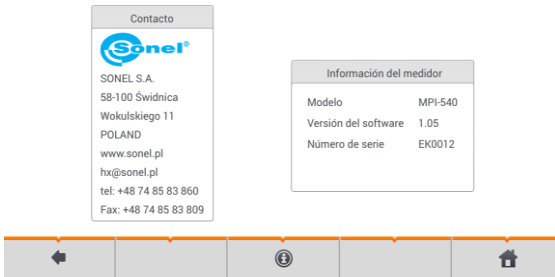 Contacto
Sonel®
SONEL S.A.
58-100 Świdnica
Wokulskiego 11
POLAND
www.sonel.pl
hx@sonel.pl
tel: +48 74 85 83 860
Fax: +48 74 85 83 809
Información del medidor
Modelo MPI-540
Versión del software 1.05
Número de serie EK0012